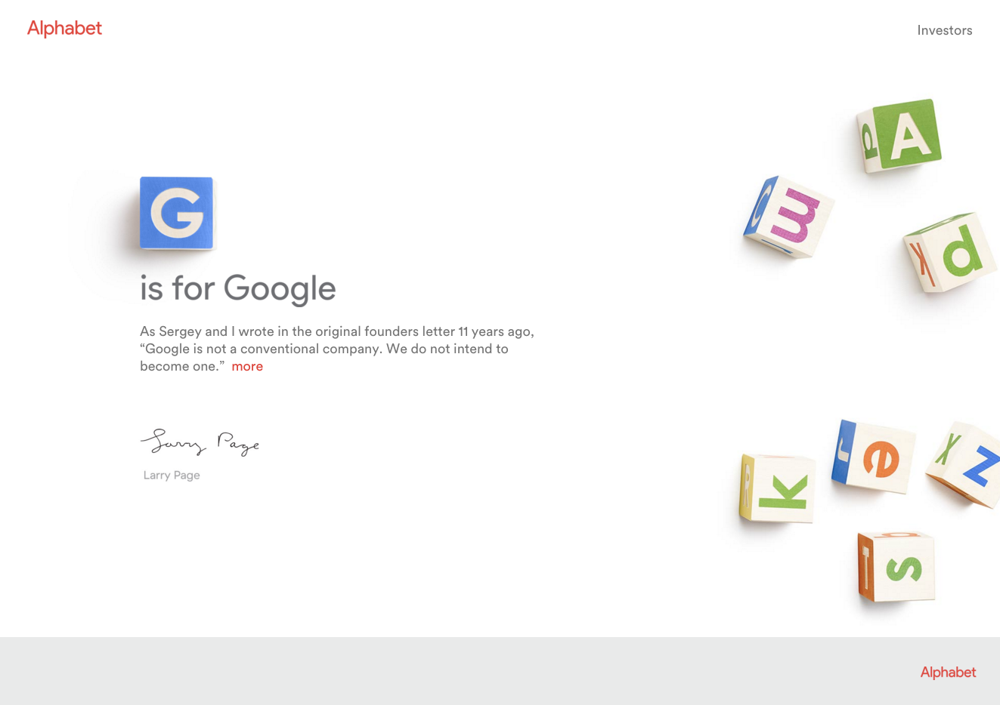 Alphabet
Investors
A
m
C
d
X
G
is for Google
As Sergey and I wrote in the original founders letter 11 years ago,
“Google is not a conventional company. We do not intend to
become one.”  more
Larry Page
Larry Page
r
e
z
k
R
s
T
Alphabet